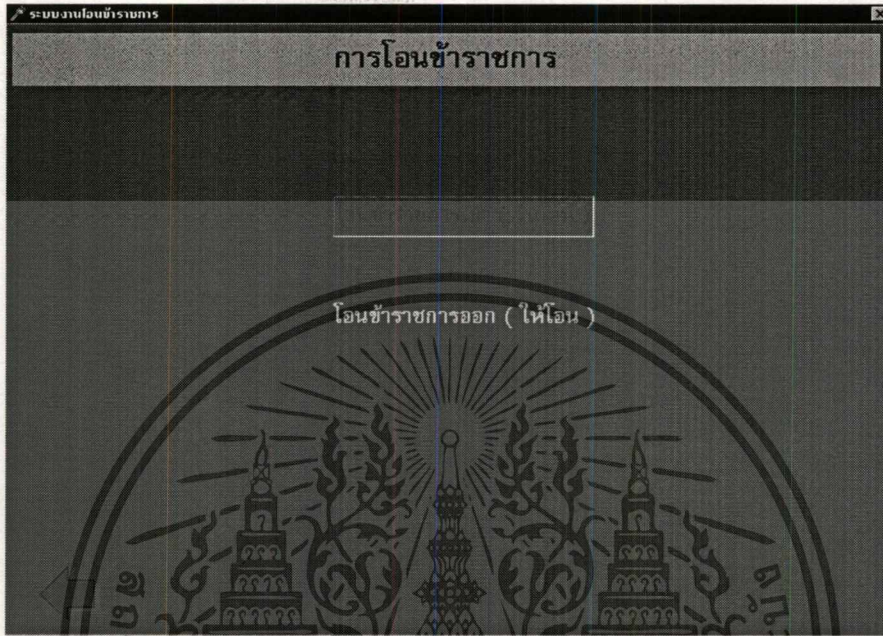 ระบบงานโอนข้าราชการ
การโอนข้าราชการ
โอนข้าราชการออก ( ให้โอน )